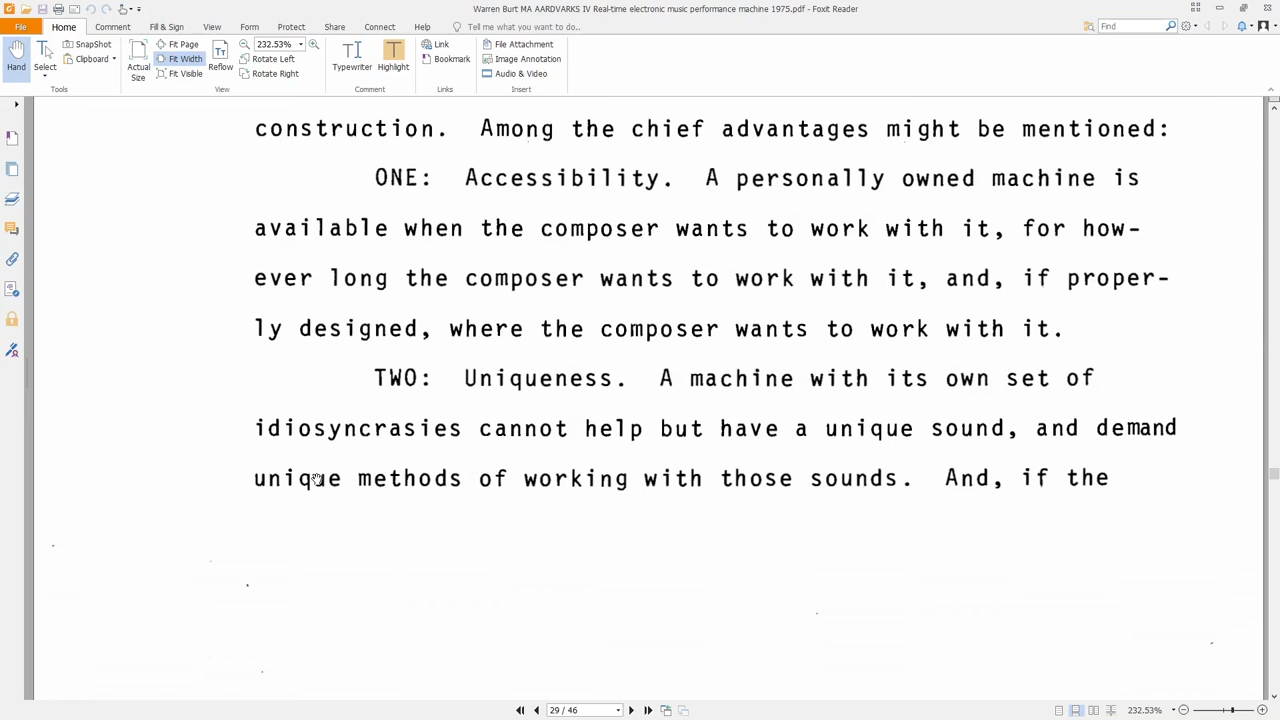 Warren Burt MA AARDVARKS IV Real-time electronic music performance machine 1975.pdf - Foxit Reader
File Home Comment Fill & Sign View Form Protect Share Connect Help Tell me what you want to do... Find
Hand Select SnapShot Clipboard Actual Size Fit Page Fit Width Fit Visible Reflow 232.53% Rotate Left Rotate Right Typewriter Highlight Link Bookmark File Attachment Image Annotation Audio & Video
Tools View Comment Links Insert
construction. Among the chief advantages might be mentioned:
ONE: Accessibility. A personally owned machine is
available when the composer wants to work with it, for how-
ever long the composer wants to work with it, and, if proper-
ly designed, where the composer wants to work with it.
TWO: Uniqueness. A machine with its own set of
idiosyncrasies cannot help but have a unique sound, and demand
unique methods of working with those sounds. And, if the
29 / 46 232.53%